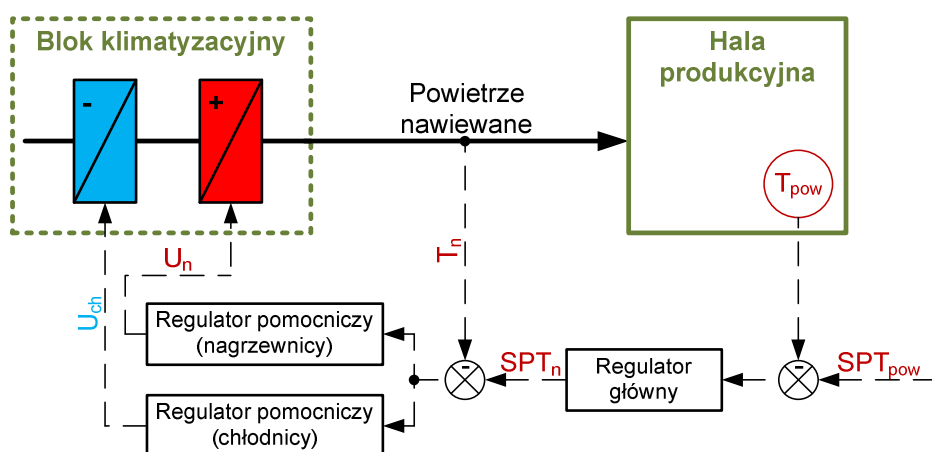 Blok klimatyzacyjny
-
+
Powietrze
nawiewane
Hala
produkcyjna
Tpow
Tn
Un
Uch
Regulator pomocniczy
(nagrzewnicy)
Regulator pomocniczy
(chłodnicy)
-
SPTn
Regulator
główny
-
SPTpow